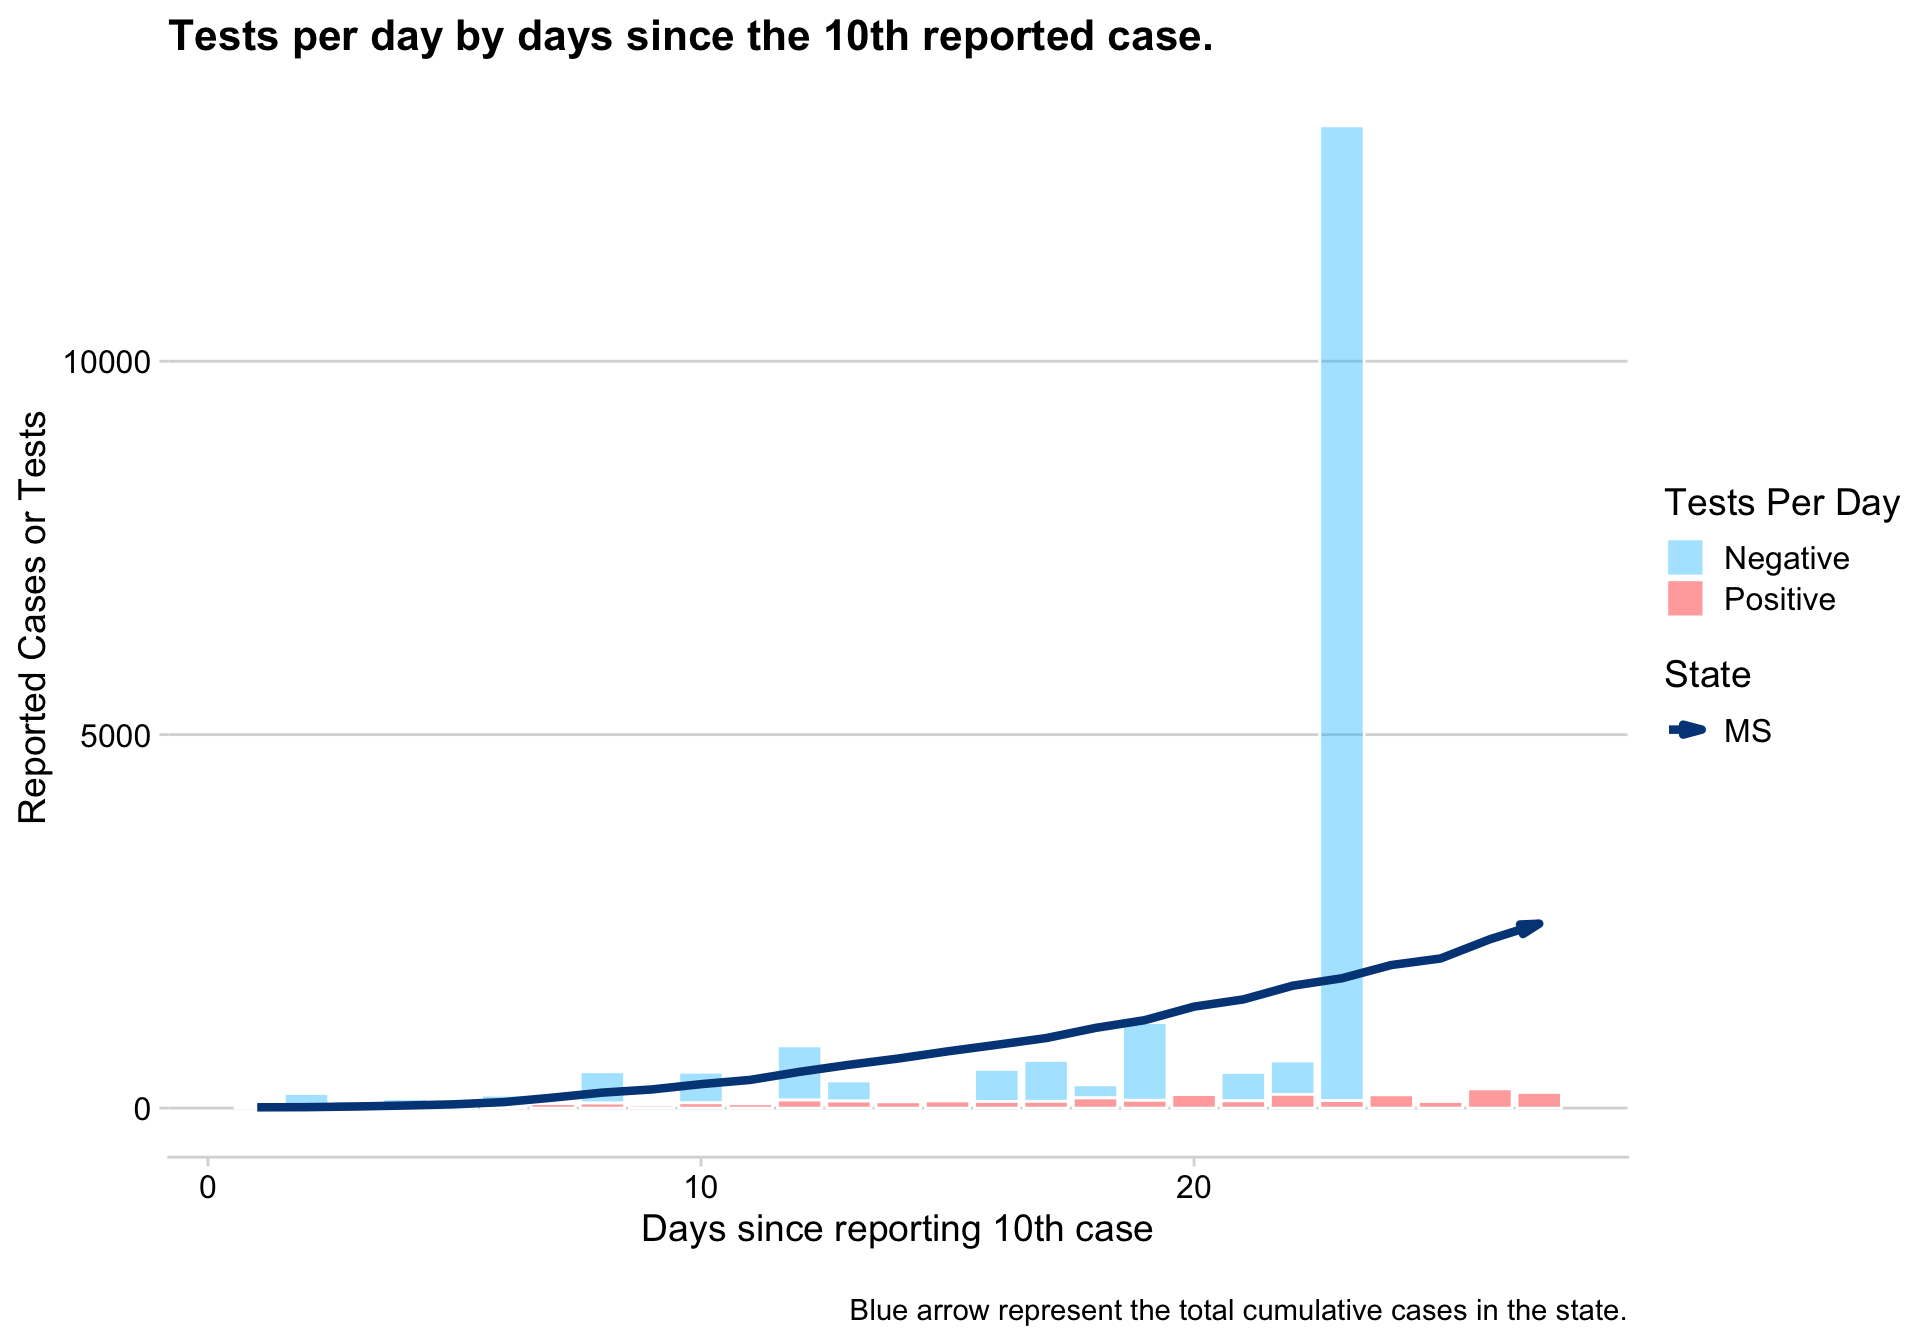 Tests per day by days since the 10th reported case.
Reported Cases or Tests
10000
5000
0
0
10
20
Days since reporting 10th case
Tests Per Day
Negative
Positive
State
MS
Blue arrow represent the total cumulative cases in the state.